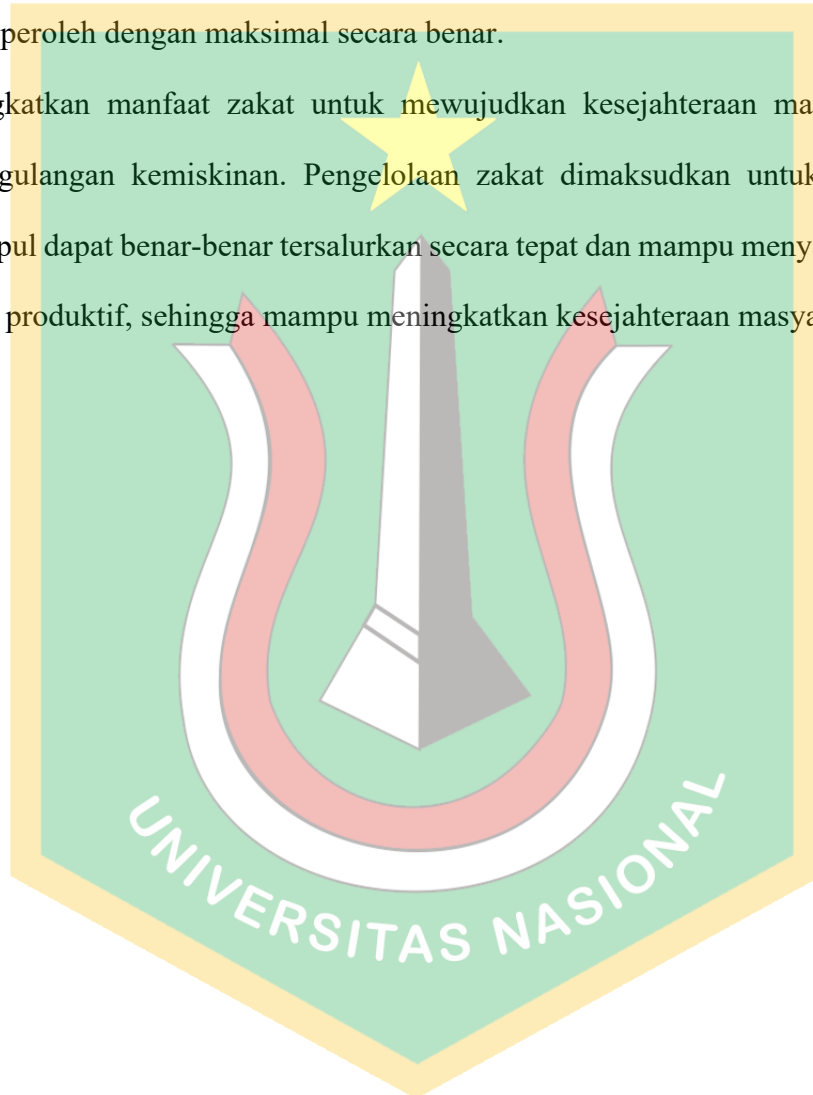 peroleh dengan maksimal secara benar.
gkatkan manfaat zakat untuk mewujudkan kesejahteraan ma
gulangan kemiskinan. Pengelolaan zakat dimaksudkan untuk
pul dapat benar-benar tersalurkan secara tepat dan mampu meny
produktif, sehingga mampu meningkatkan kesejahteraan masya
UNIVERSITAS NASIONAL